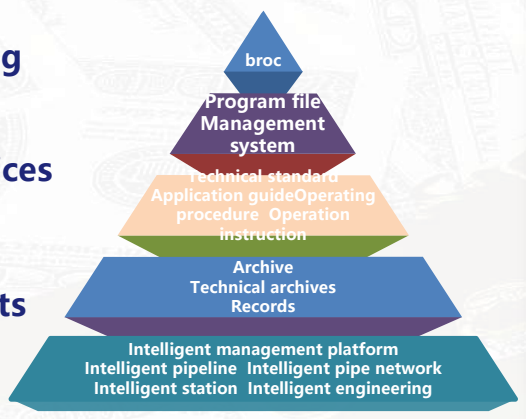 g
broc
Program file
Management
system
ces
Technical standard
Application guideOperating
procedure Operation
instruction
Archive
ts
Technical archives
Records
Intelligent management platform
Intelligent pipeline Intelligent pipe network
Intelligent station Intelligent engineering